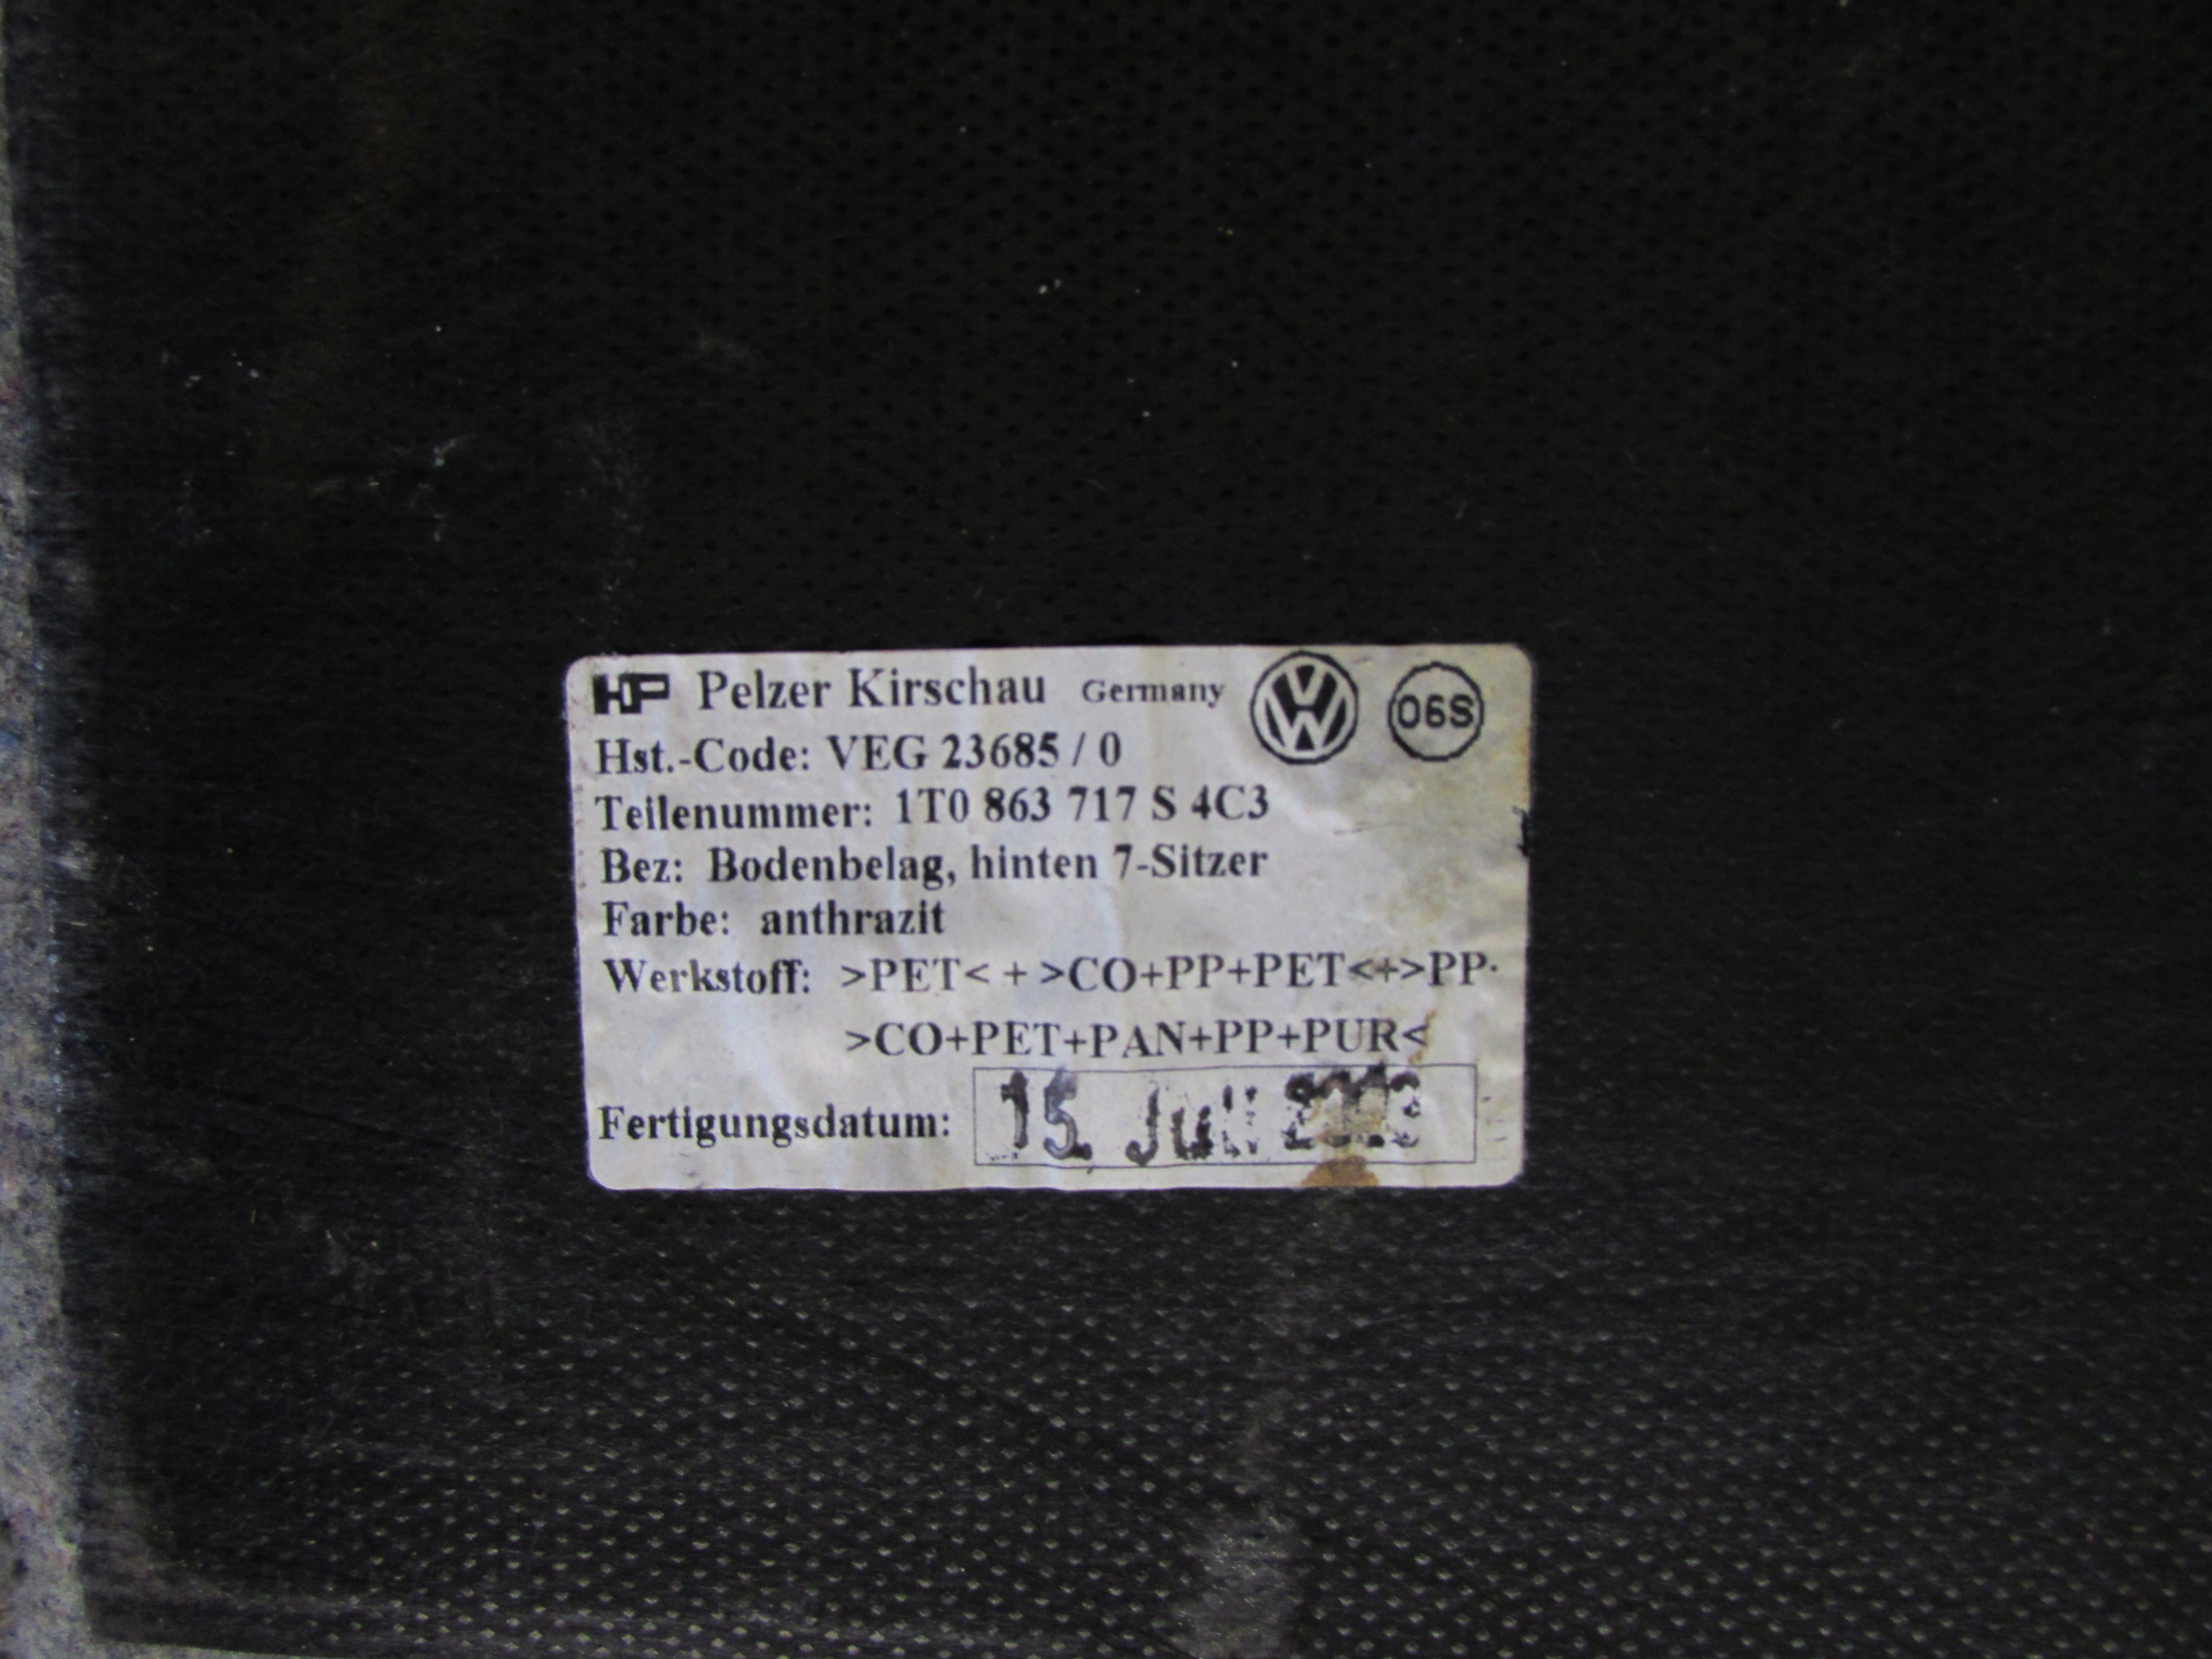 HP Pelzer Kirschau Germany VW 06S
Hst.-Code: VEG 23685 / 0
Teilenummer: 1T0 863 717 S 4C3
Bez: Bodenbelag, hinten 7-Sitzer
Farbe: anthrazit
Werkstoff: >PET< + >CO+PP+PET<+>PP
>CO+PET+PAN+PP+PUR<
Fertigungsdatum: 15. Juli